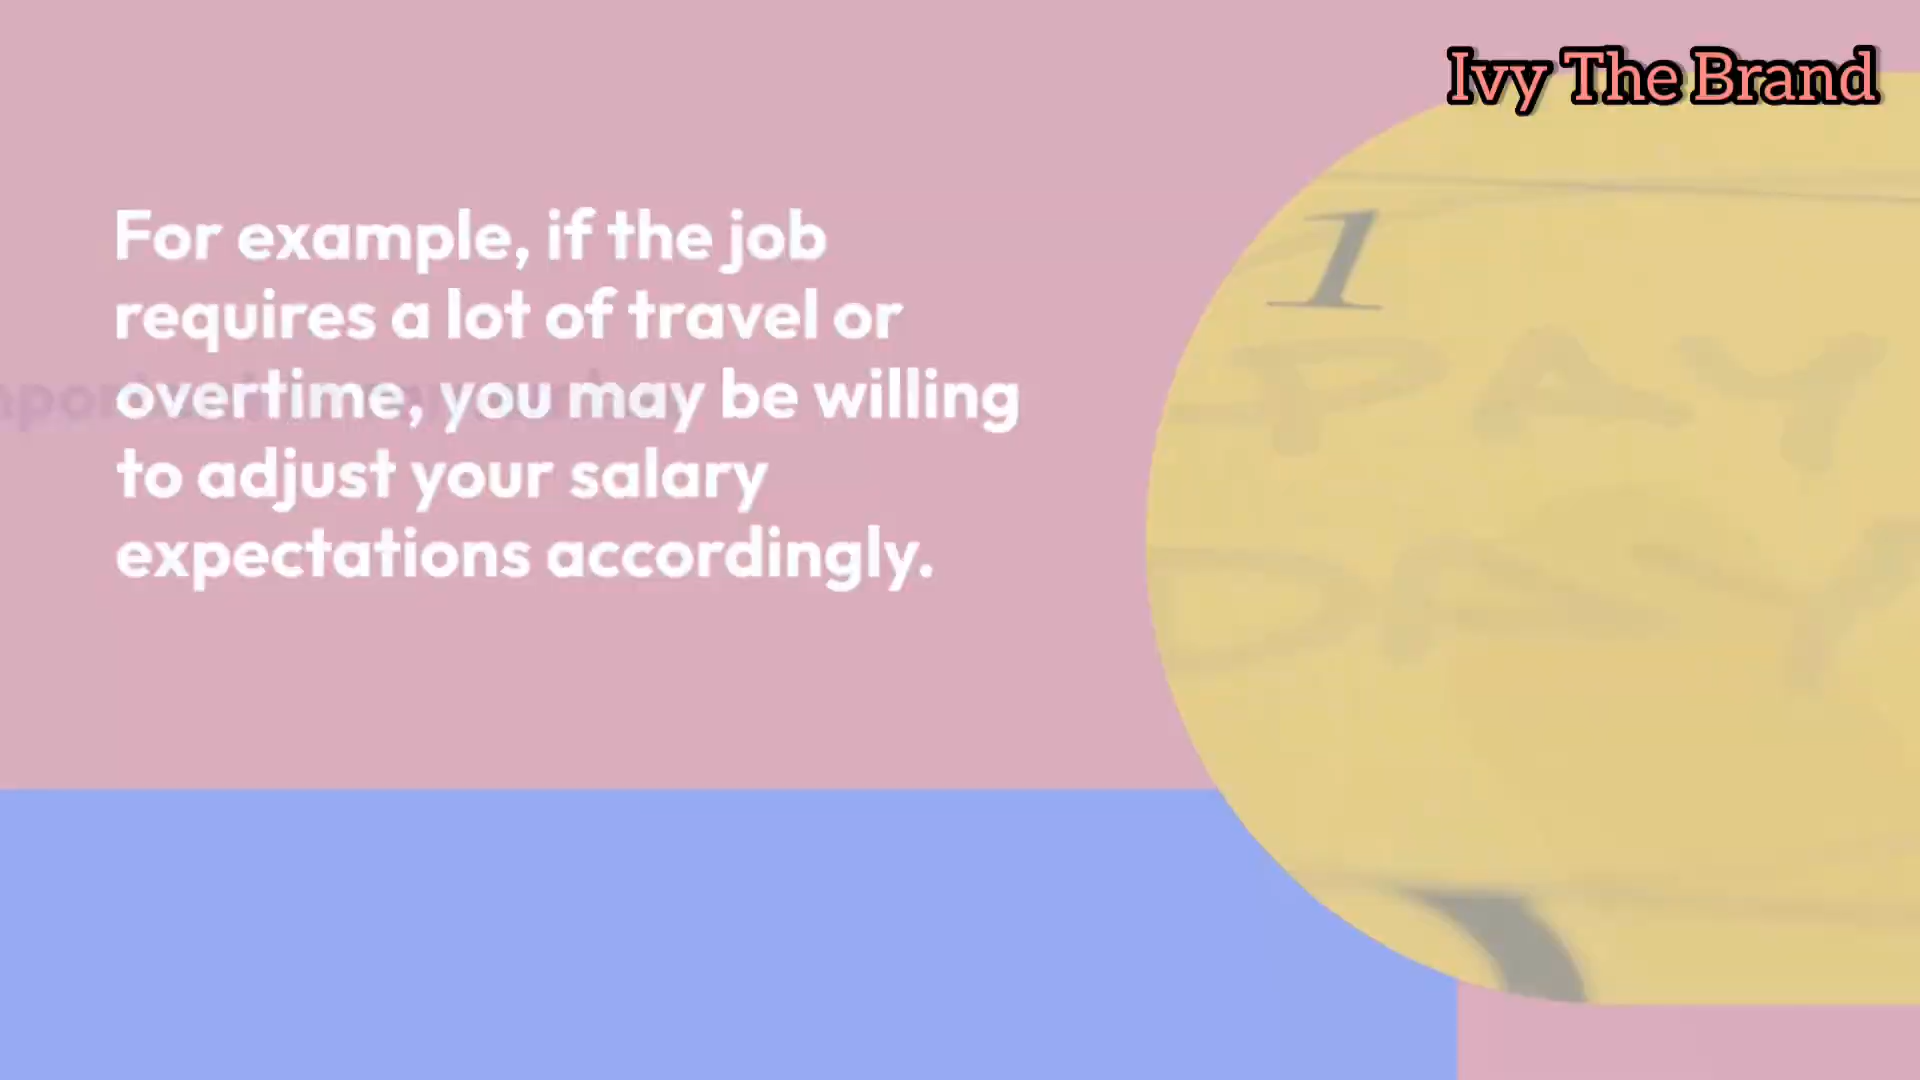 Ivy The Brand
For example, if the job
requires a lot of travel or
overtime, you may be willing
to adjust your salary
expectations accordingly.
1
PAY
DAY